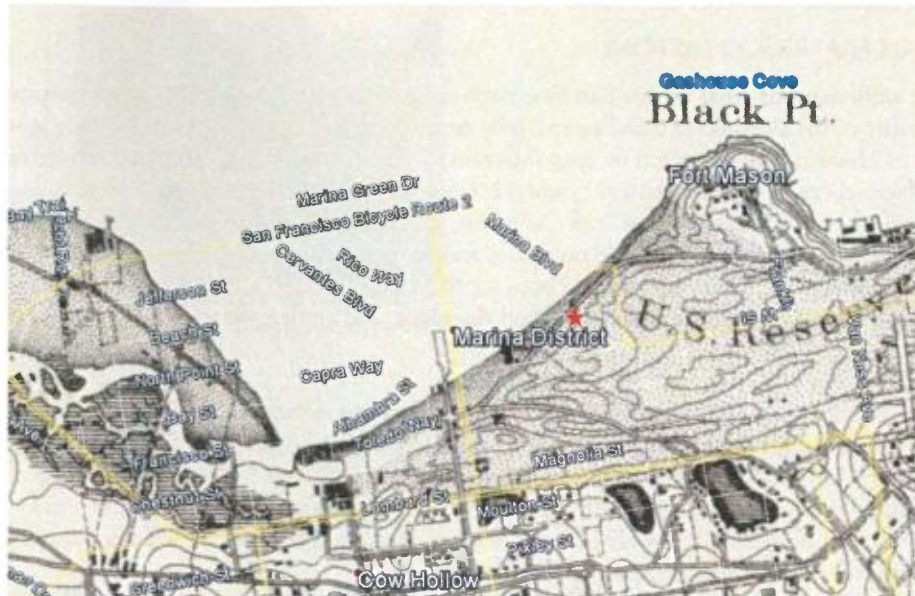 Gashouse Cove
Black Pt.
Fort Mason
Marina Green Dr
San Francisco Bicycle Route 2
Marina Blvd
Rico Way
Cervantes Blvd
Jefferson St
U.S. Reserve
Beach St
Marina District
North Point St
Capra Way
Alhambra St
Bay St
Toledo Way
Francisco St
Magnolia St
Chestnut St
Lombard St
Moulton St
Pixley St
Greenwich St
Cow Hollow